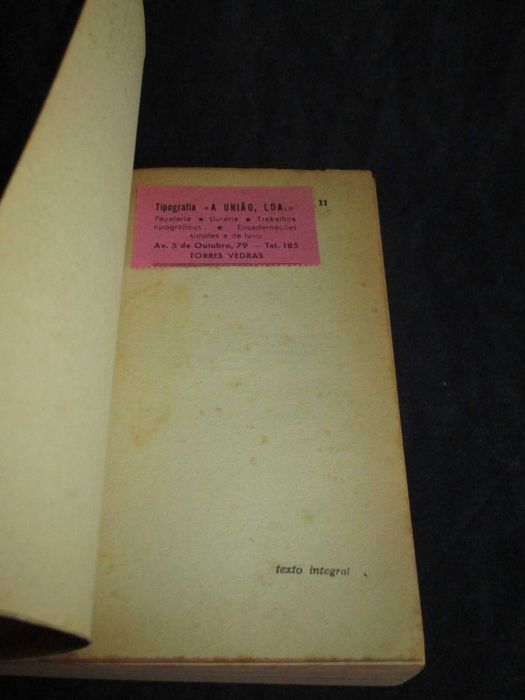 Tipografia «A UNIÃO, LDA.»
Papelaria ★ Livraria ★ Trabalhos
tipográficos ★ Encadernações
simples e de luxo
Av. 5 de Outubro, 79 — Tel. 185
TORRES VEDRAS
11
texto integral